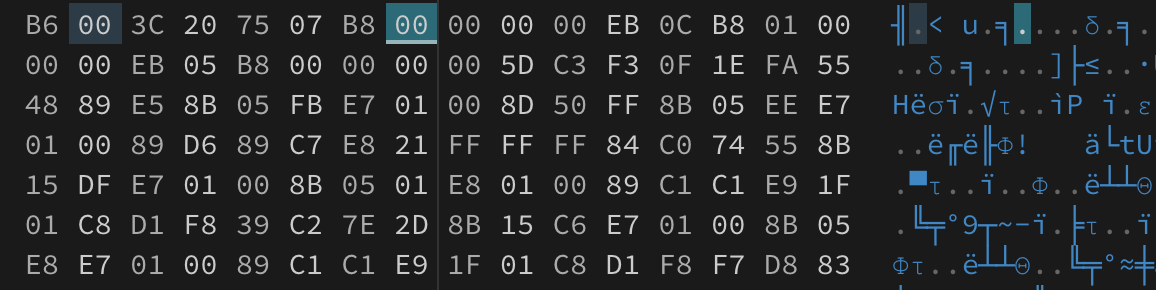 B6 00 3C 20 75 07 B8 00 00 00 00 EB 0C B8 01 00 ╢.< u.╕....δ.╕.
00 00 EB 05 B8 00 00 00 00 5D C3 F3 0F 1E FA 55 ..δ.╕....]├≤..·U
48 89 E5 8B 05 FB E7 01 00 8D 50 FF 8B 05 EE E7 Hëσï.√τ..ìP ï.ε
01 00 89 D6 89 C7 E8 21 FF FF FF 84 C0 74 55 8B ..ë╓ë╟Φ!   ä└tU
15 DF E7 01 00 8B 05 01 E8 01 00 89 C1 C1 E9 1F .▀τ..ï..Φ..ë┴┴Θ
01 C8 D1 F8 39 C2 7E 2D 8B 15 C6 E7 01 00 8B 05 .╚╤°9┬~-ï.╞τ..ï
E8 E7 01 00 89 C1 C1 E9 1F 01 C8 D1 F8 F7 D8 83 Φτ..ë┴┴Θ..╚╤°≈╪